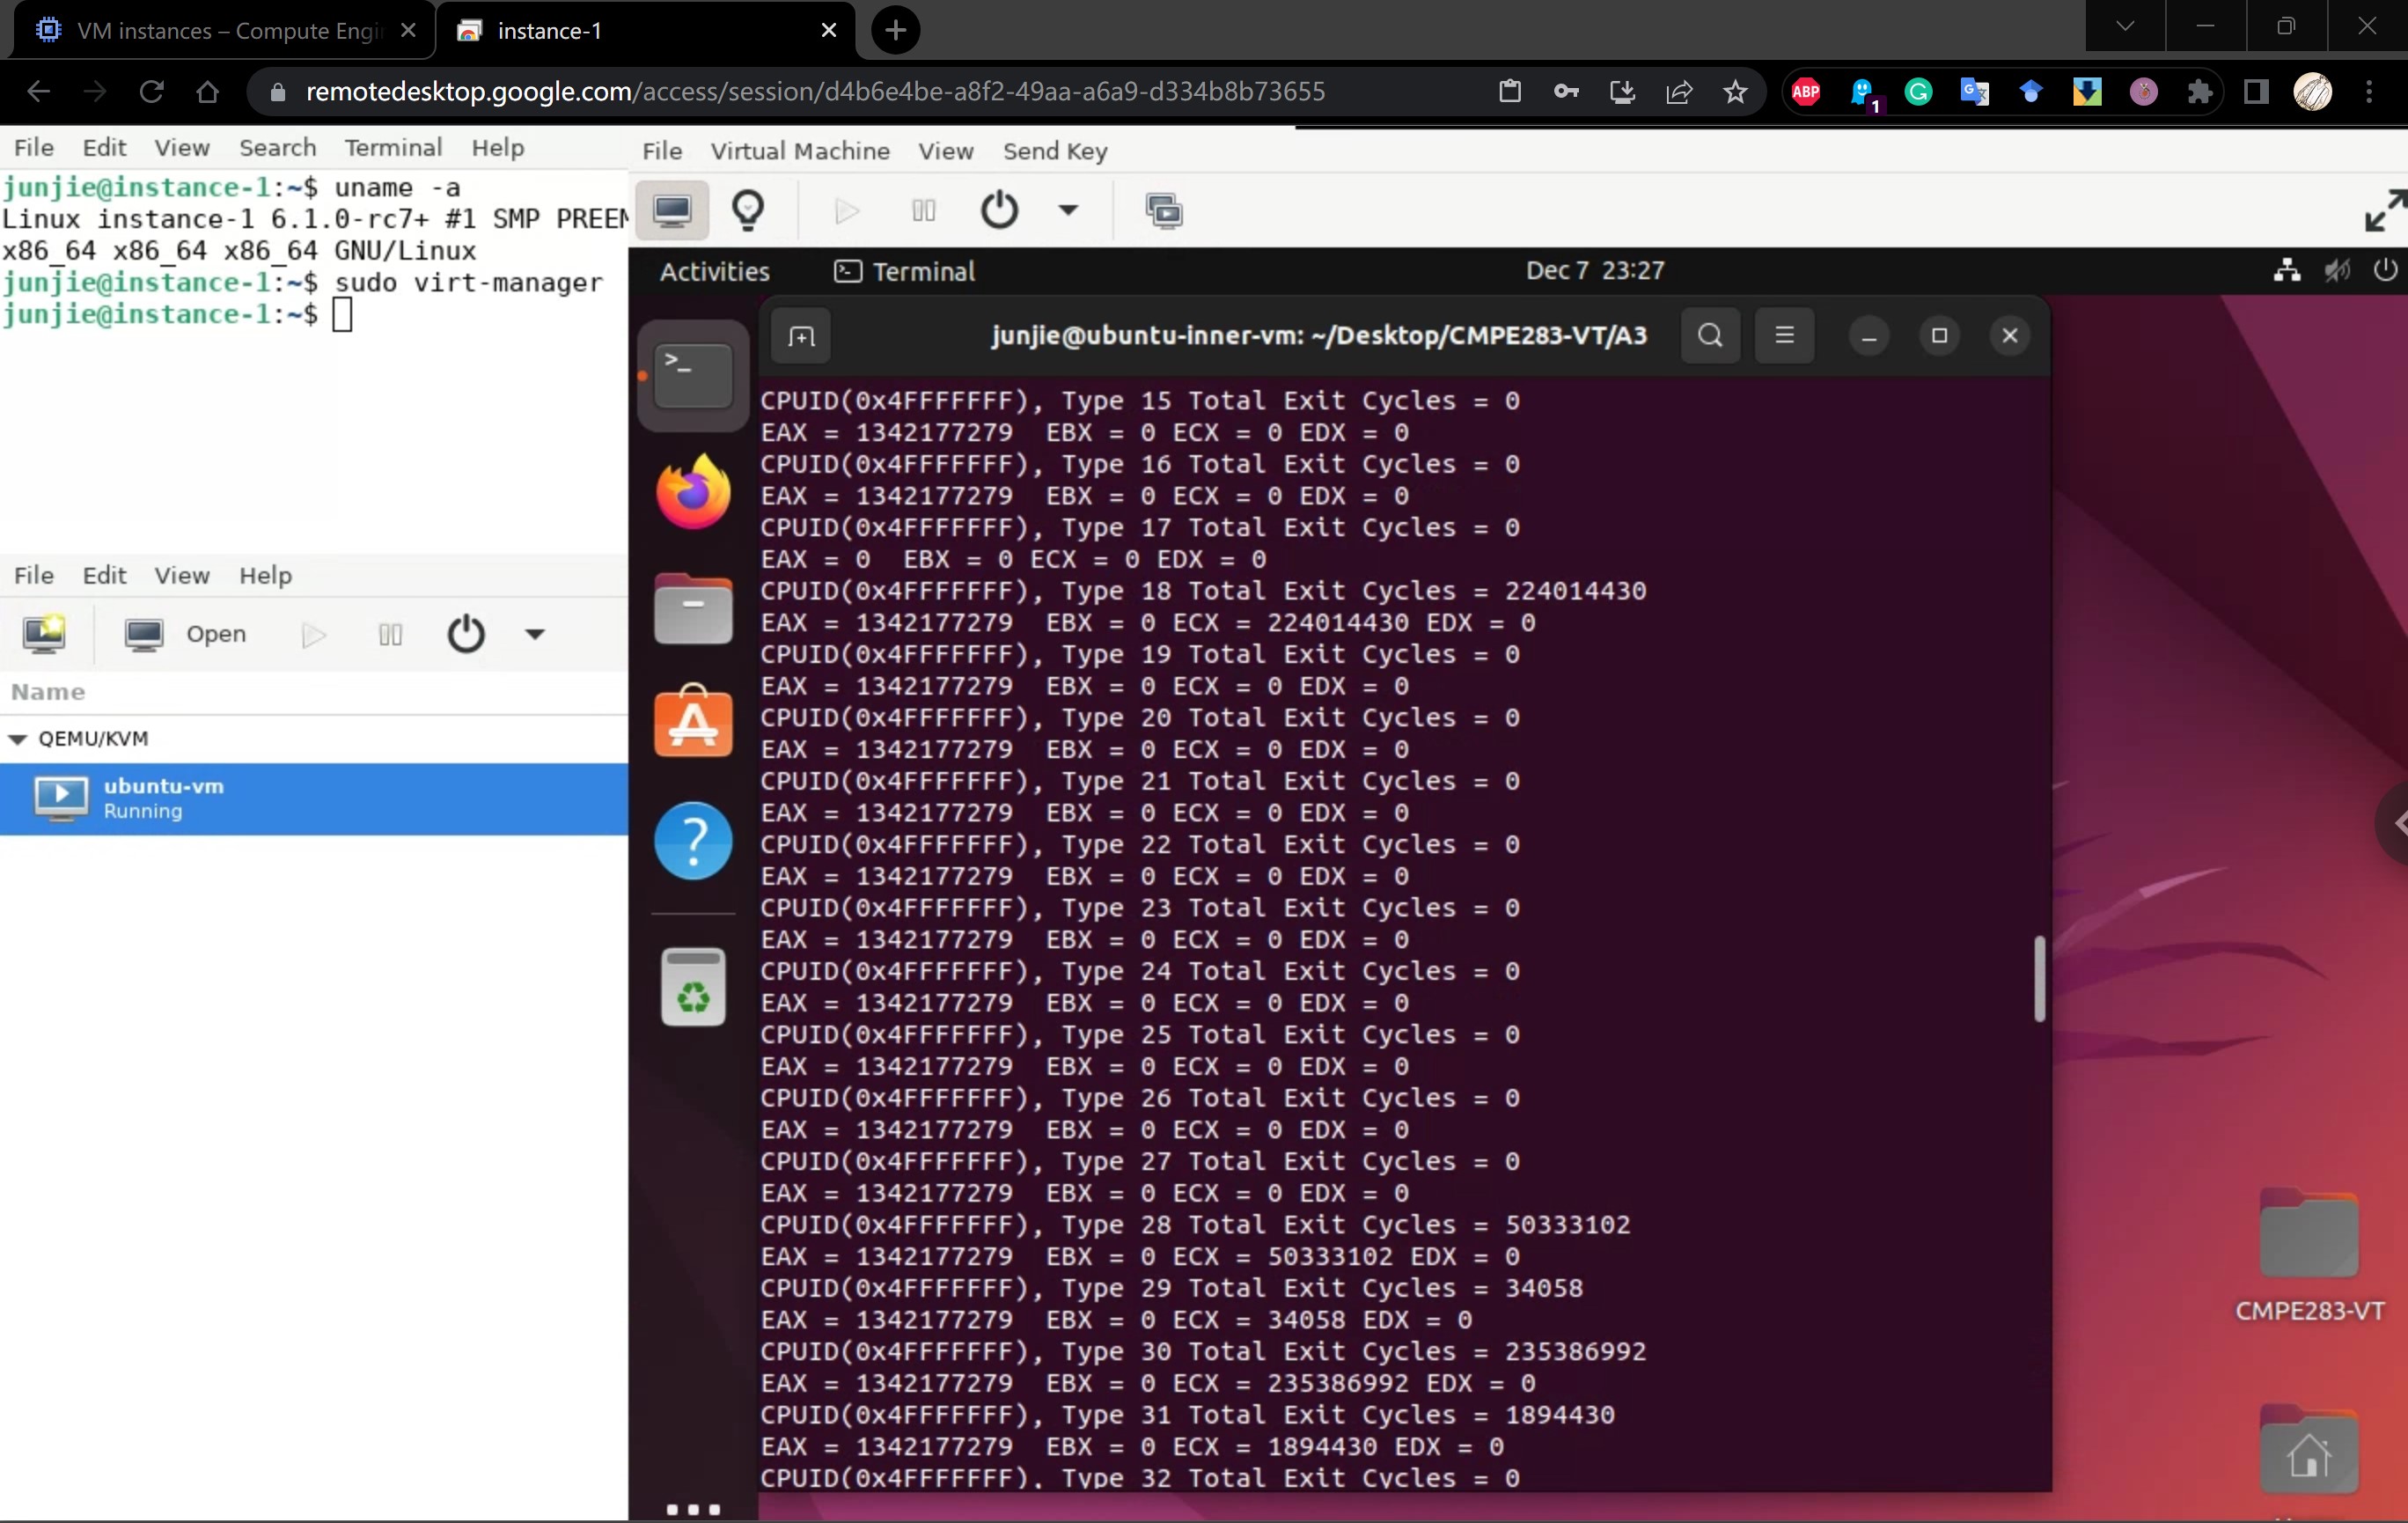 VM instances – Compute Engi
instance-1
remotedesktop.google.com/access/session/d4b6e4be-a8f2-49aa-a6a9-d334b8b73655
ABP
1
File Edit View Search Terminal Help
junjie@instance-1:~$ uname -a
Linux instance-1 6.1.0-rc7+ #1 SMP PREEM
x86_64 x86_64 x86_64 GNU/Linux
junjie@instance-1:~$ sudo virt-manager
junjie@instance-1:~$
File Edit View Help
Open
Name
QEMU/KVM
ubuntu-vm
Running
File Virtual Machine View Send Key
Activities Terminal Dec 7 23:27
junjie@ubuntu-inner-vm: ~/Desktop/CMPE283-VT/A3
CPUID(0x4FFFFFFF), Type 15 Total Exit Cycles = 0
EAX = 1342177279 EBX = 0 ECX = 0 EDX = 0
CPUID(0x4FFFFFFF), Type 16 Total Exit Cycles = 0
EAX = 1342177279 EBX = 0 ECX = 0 EDX = 0
CPUID(0x4FFFFFFF), Type 17 Total Exit Cycles = 0
EAX = 0 EBX = 0 ECX = 0 EDX = 0
CPUID(0x4FFFFFFF), Type 18 Total Exit Cycles = 224014430
EAX = 1342177279 EBX = 0 ECX = 224014430 EDX = 0
CPUID(0x4FFFFFFF), Type 19 Total Exit Cycles = 0
EAX = 1342177279 EBX = 0 ECX = 0 EDX = 0
CPUID(0x4FFFFFFF), Type 20 Total Exit Cycles = 0
EAX = 1342177279 EBX = 0 ECX = 0 EDX = 0
CPUID(0x4FFFFFFF), Type 21 Total Exit Cycles = 0
EAX = 1342177279 EBX = 0 ECX = 0 EDX = 0
CPUID(0x4FFFFFFF), Type 22 Total Exit Cycles = 0
EAX = 1342177279 EBX = 0 ECX = 0 EDX = 0
CPUID(0x4FFFFFFF), Type 23 Total Exit Cycles = 0
EAX = 1342177279 EBX = 0 ECX = 0 EDX = 0
CPUID(0x4FFFFFFF), Type 24 Total Exit Cycles = 0
EAX = 1342177279 EBX = 0 ECX = 0 EDX = 0
CPUID(0x4FFFFFFF), Type 25 Total Exit Cycles = 0
EAX = 1342177279 EBX = 0 ECX = 0 EDX = 0
CPUID(0x4FFFFFFF), Type 26 Total Exit Cycles = 0
EAX = 1342177279 EBX = 0 ECX = 0 EDX = 0
CPUID(0x4FFFFFFF), Type 27 Total Exit Cycles = 0
EAX = 1342177279 EBX = 0 ECX = 0 EDX = 0
CPUID(0x4FFFFFFF), Type 28 Total Exit Cycles = 50333102
EAX = 1342177279 EBX = 0 ECX = 50333102 EDX = 0
CPUID(0x4FFFFFFF), Type 29 Total Exit Cycles = 34058
EAX = 1342177279 EBX = 0 ECX = 34058 EDX = 0
CPUID(0x4FFFFFFF), Type 30 Total Exit Cycles = 235386992
EAX = 1342177279 EBX = 0 ECX = 235386992 EDX = 0
CPUID(0x4FFFFFFF), Type 31 Total Exit Cycles = 1894430
EAX = 1342177279 EBX = 0 ECX = 1894430 EDX = 0
CPUID(0x4FFFFFFF), Type 32 Total Exit Cycles = 0
CMPE283-VT